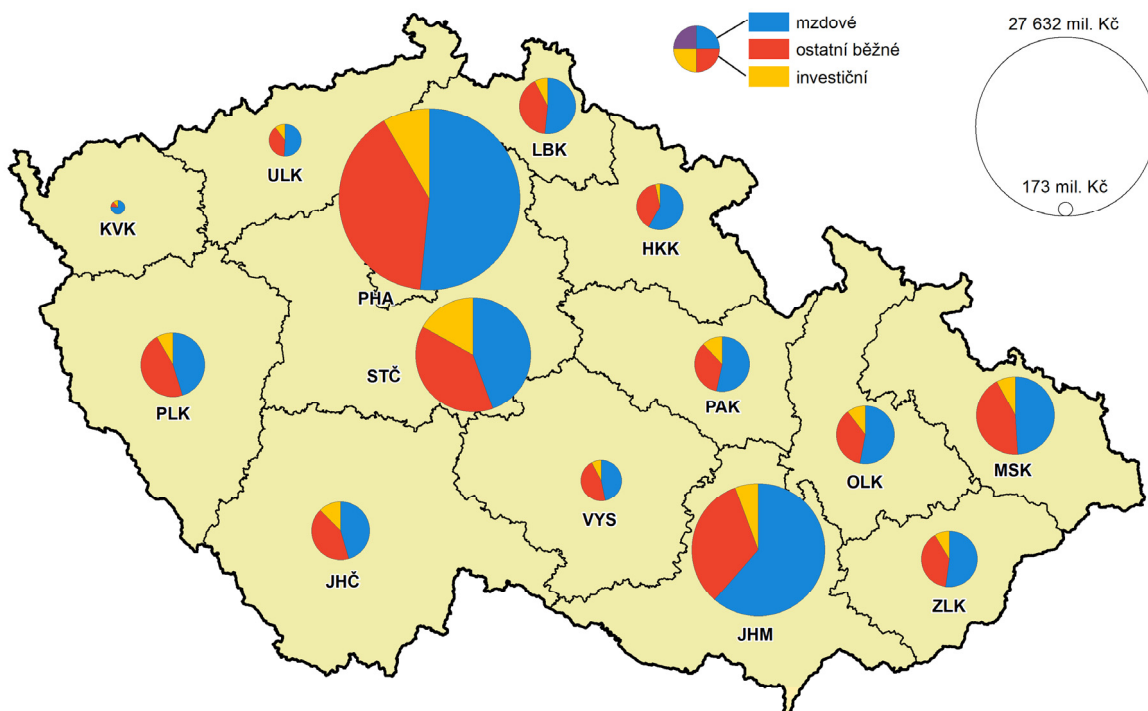 mzdové
ostatní běžné
investiční
27 632 mil. Kč
173 mil. Kč
LBK
ULK
KVK
HKK
PHA
STČ
PLK
PAK
MSK
OLK
VYS
JHČ
ZLK
JHM